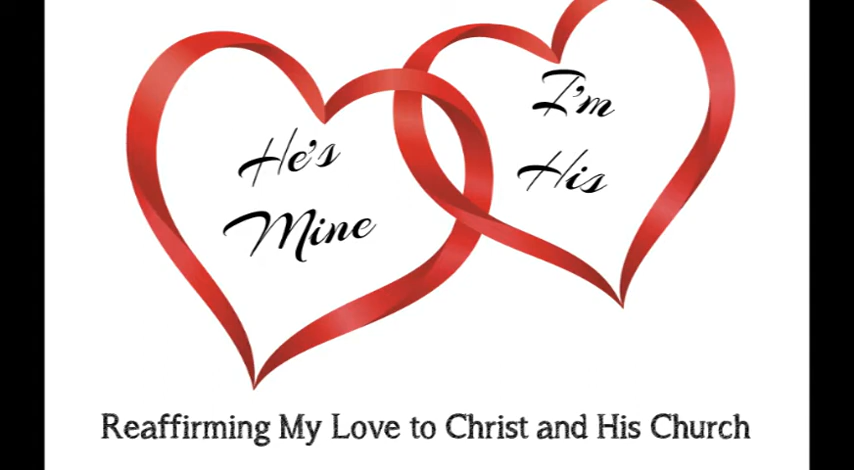 He's
Mine
I'm
His
Reaffirming My Love to Christ and His Church